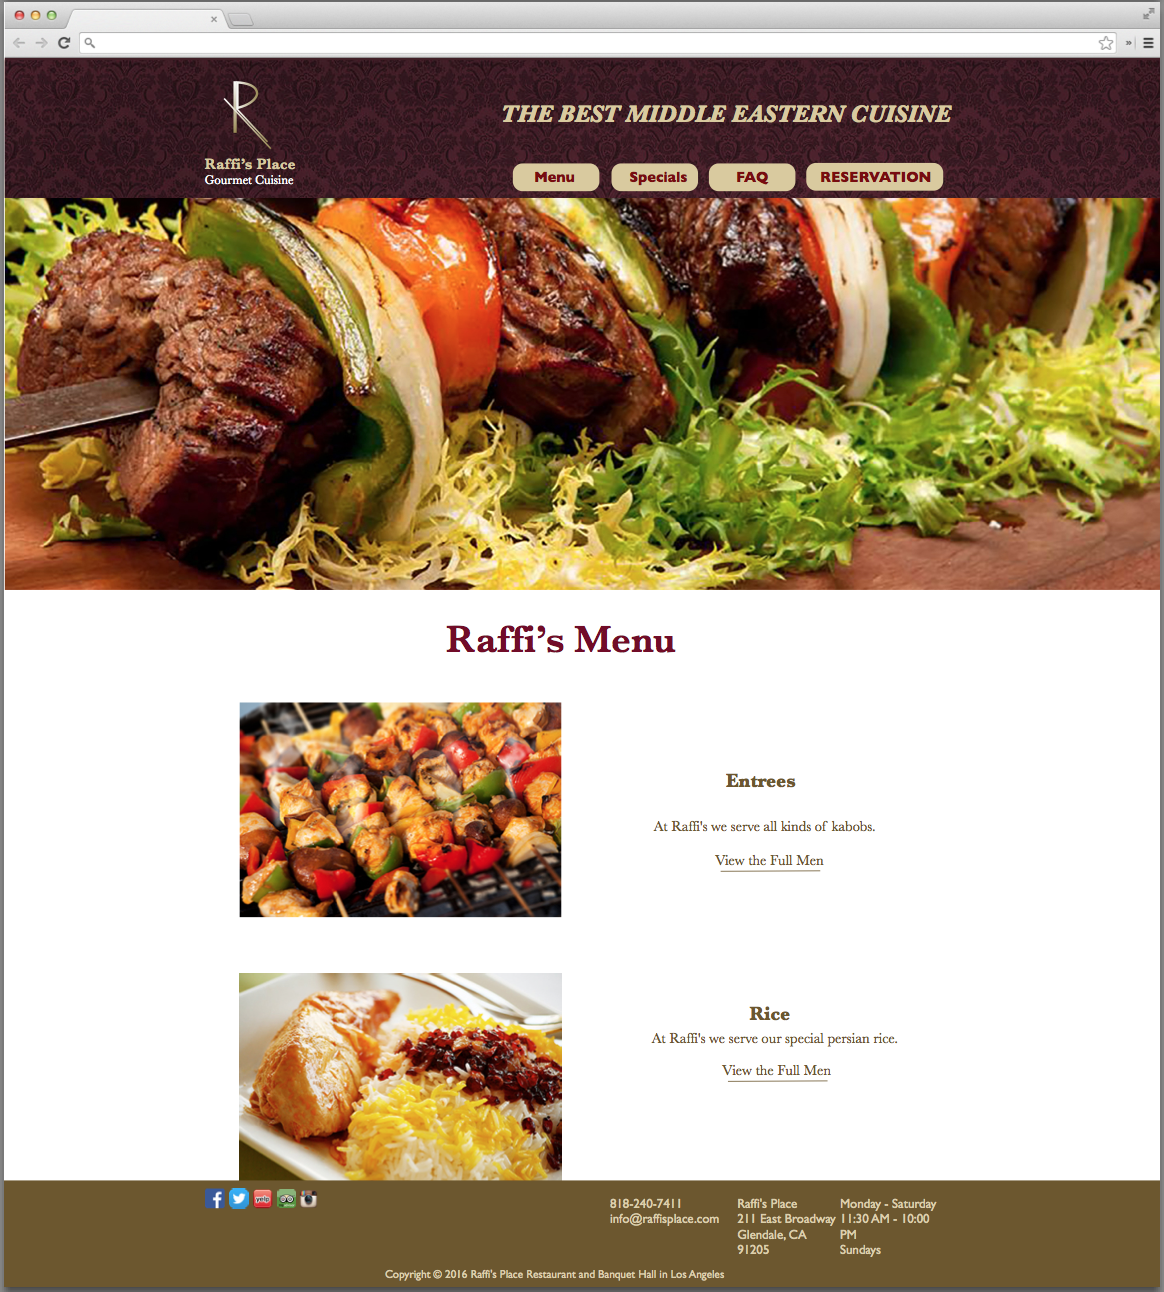 Raffi's Place
Gourmet Cuisine
THE BEST MIDDLE EASTERN CUISINE
Menu
Specials
FAQ
RESERVATION
Raffi's Menu
Entrees
At Raffi's we serve all kinds of kabobs.
View the Full Men
Rice
At Raffi's we serve our special persian rice.
View the Full Men
yelp
818-240-7411
info@raffisplace.com
Raffi's Place
211 East Broadway
Glendale, CA
91205
Monday - Saturday
11:30 AM - 10:00
PM
Sundays
Copyright © 2016 Raffi's Place Restaurant and Banquet Hall in Los Angeles